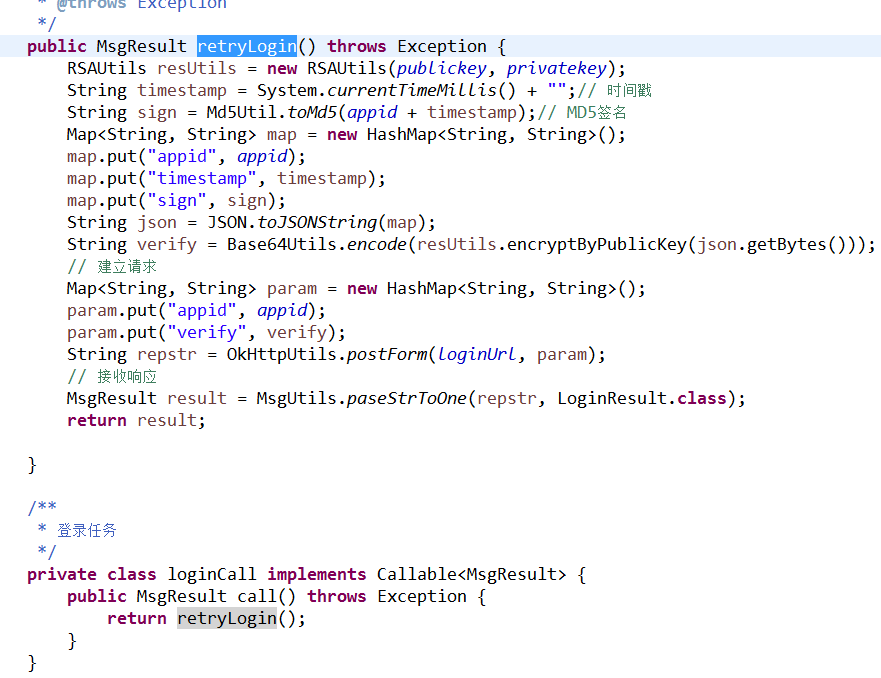 * @throws Exception
*/
public MsgResult retryLogin() throws Exception {
RSAUtils resUtils = new RSAUtils(publickey, privatekey);
String timestamp = System.currentTimeMillis() + "";// 时间戳
String sign = Md5Util.toMd5(appid + timestamp);// MD5签名
Map<String, String> map = new HashMap<String, String>();
map.put("appid", appid);
map.put("timestamp", timestamp);
map.put("sign", sign);
String json = JSON.toJSONString(map);
String verify = Base64Utils.encode(resUtils.encryptByPublicKey(json.getBytes()));
// 建立请求
Map<String, String> param = new HashMap<String, String>();
param.put("appid", appid);
param.put("verify", verify);
String repstr = OkHttpUtils.postForm(loginUrl, param);
// 接收响应
MsgResult result = MsgUtils.paseStrToOne(repstr, LoginResult.class);
return result;
}
/**
* 登录任务
*/
private class loginCall implements Callable<MsgResult> {
public MsgResult call() throws Exception {
return retryLogin();
}
}